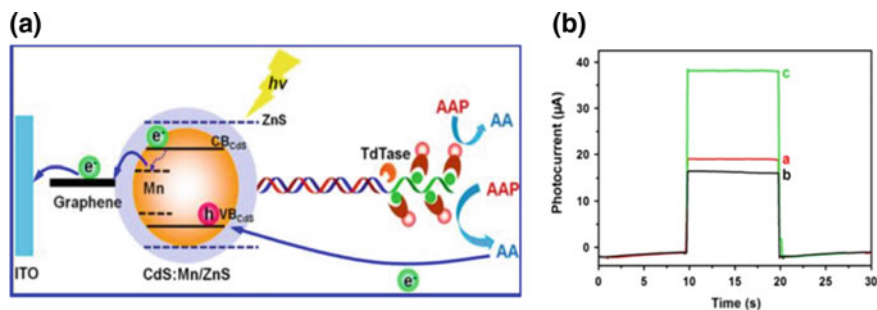 (a)
hν
ZnS
AAP
AA
e-
CB CdS
TdTase
e-
Mn
AAP
Graphene
h VB CdS
AA
ITO
CdS:Mn/ZnS
e-
(b)
40
30
20
10
0
c
a
b
Photocurrent (µA)
0 5 10 15 20 25 30
Time (s)